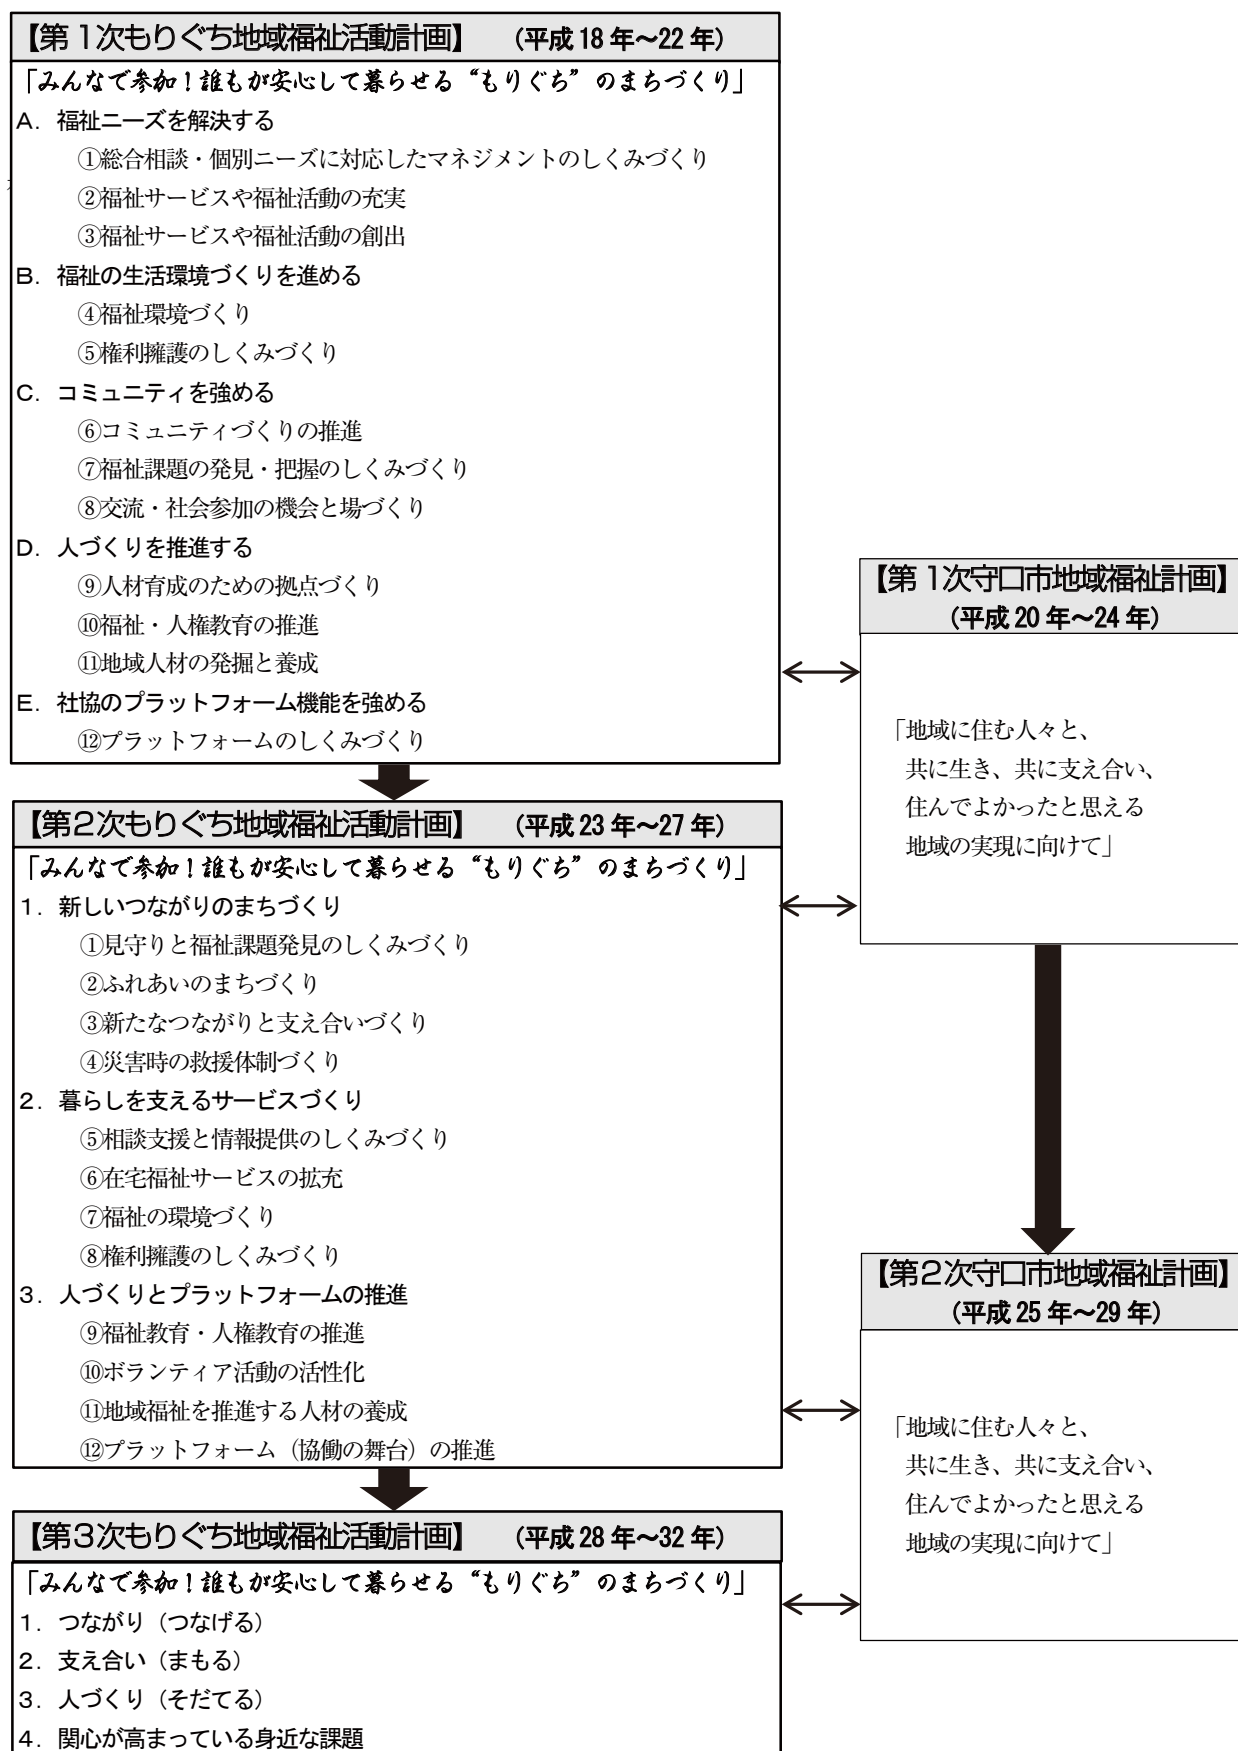 【第1次もりぐち地域福祉活動計画】 (平成18年～22年)
「みんなで参加！誰もが安心して暮らせる“もりぐち”のまちづくり」
A．福祉ニーズを解決する
①総合相談・個別ニーズに対応したマネジメントのしくみづくり
②福祉サービスや福祉活動の充実
③福祉サービスや福祉活動の創出
B．福祉の生活環境づくりを進める
④福祉環境づくり
⑤権利擁護のしくみづくり
C．コミュニティを強める
⑥コミュニティづくりの推進
⑦福祉課題の発見・把握のしくみづくり
⑧交流・社会参加の機会と場づくり
D．人づくりを推進する
⑨人材育成のための拠点づくり
⑩福祉・人権教育の推進
⑪地域人材の発掘と養成
E．社協のプラットフォーム機能を強める
⑫プラットフォームのしくみづくり
【第2次もりぐち地域福祉活動計画】 (平成23年～27年)
「みんなで参加！誰もが安心して暮らせる“もりぐち”のまちづくり」
1．新しいつながりのまちづくり
①見守りと福祉課題発見のしくみづくり
②ふれあいのまちづくり
③新たなつながりと支え合いづくり
④災害時の救援体制づくり
2．暮らしを支えるサービスづくり
⑤相談支援と情報提供のしくみづくり
⑥在宅福祉サービスの拡充
⑦福祉の環境づくり
⑧権利擁護のしくみづくり
3．人づくりとプラットフォームの推進
⑨福祉教育・人権教育の推進
⑩ボランティア活動の活性化
⑪地域福祉を推進する人材の養成
⑫プラットフォーム（協働の舞台）の推進
【第3次もりぐち地域福祉活動計画】 (平成28年～32年)
「みんなで参加！誰もが安心して暮らせる“もりぐち”のまちづくり」
1．つながり（つなげる）
2．支え合い（まもる）
3．人づくり（そだてる）
4．関心が高まっている身近な課題
【第1次守口市地域福祉計画】
(平成20年～24年)
「地域に住む人々と、
共に生き、共に支え合い、
住んでよかったと思える
地域の実現に向けて」
【第2次守口市地域福祉計画】
(平成25年～29年)
「地域に住む人々と、
共に生き、共に支え合い、
住んでよかったと思える
地域の実現に向けて」